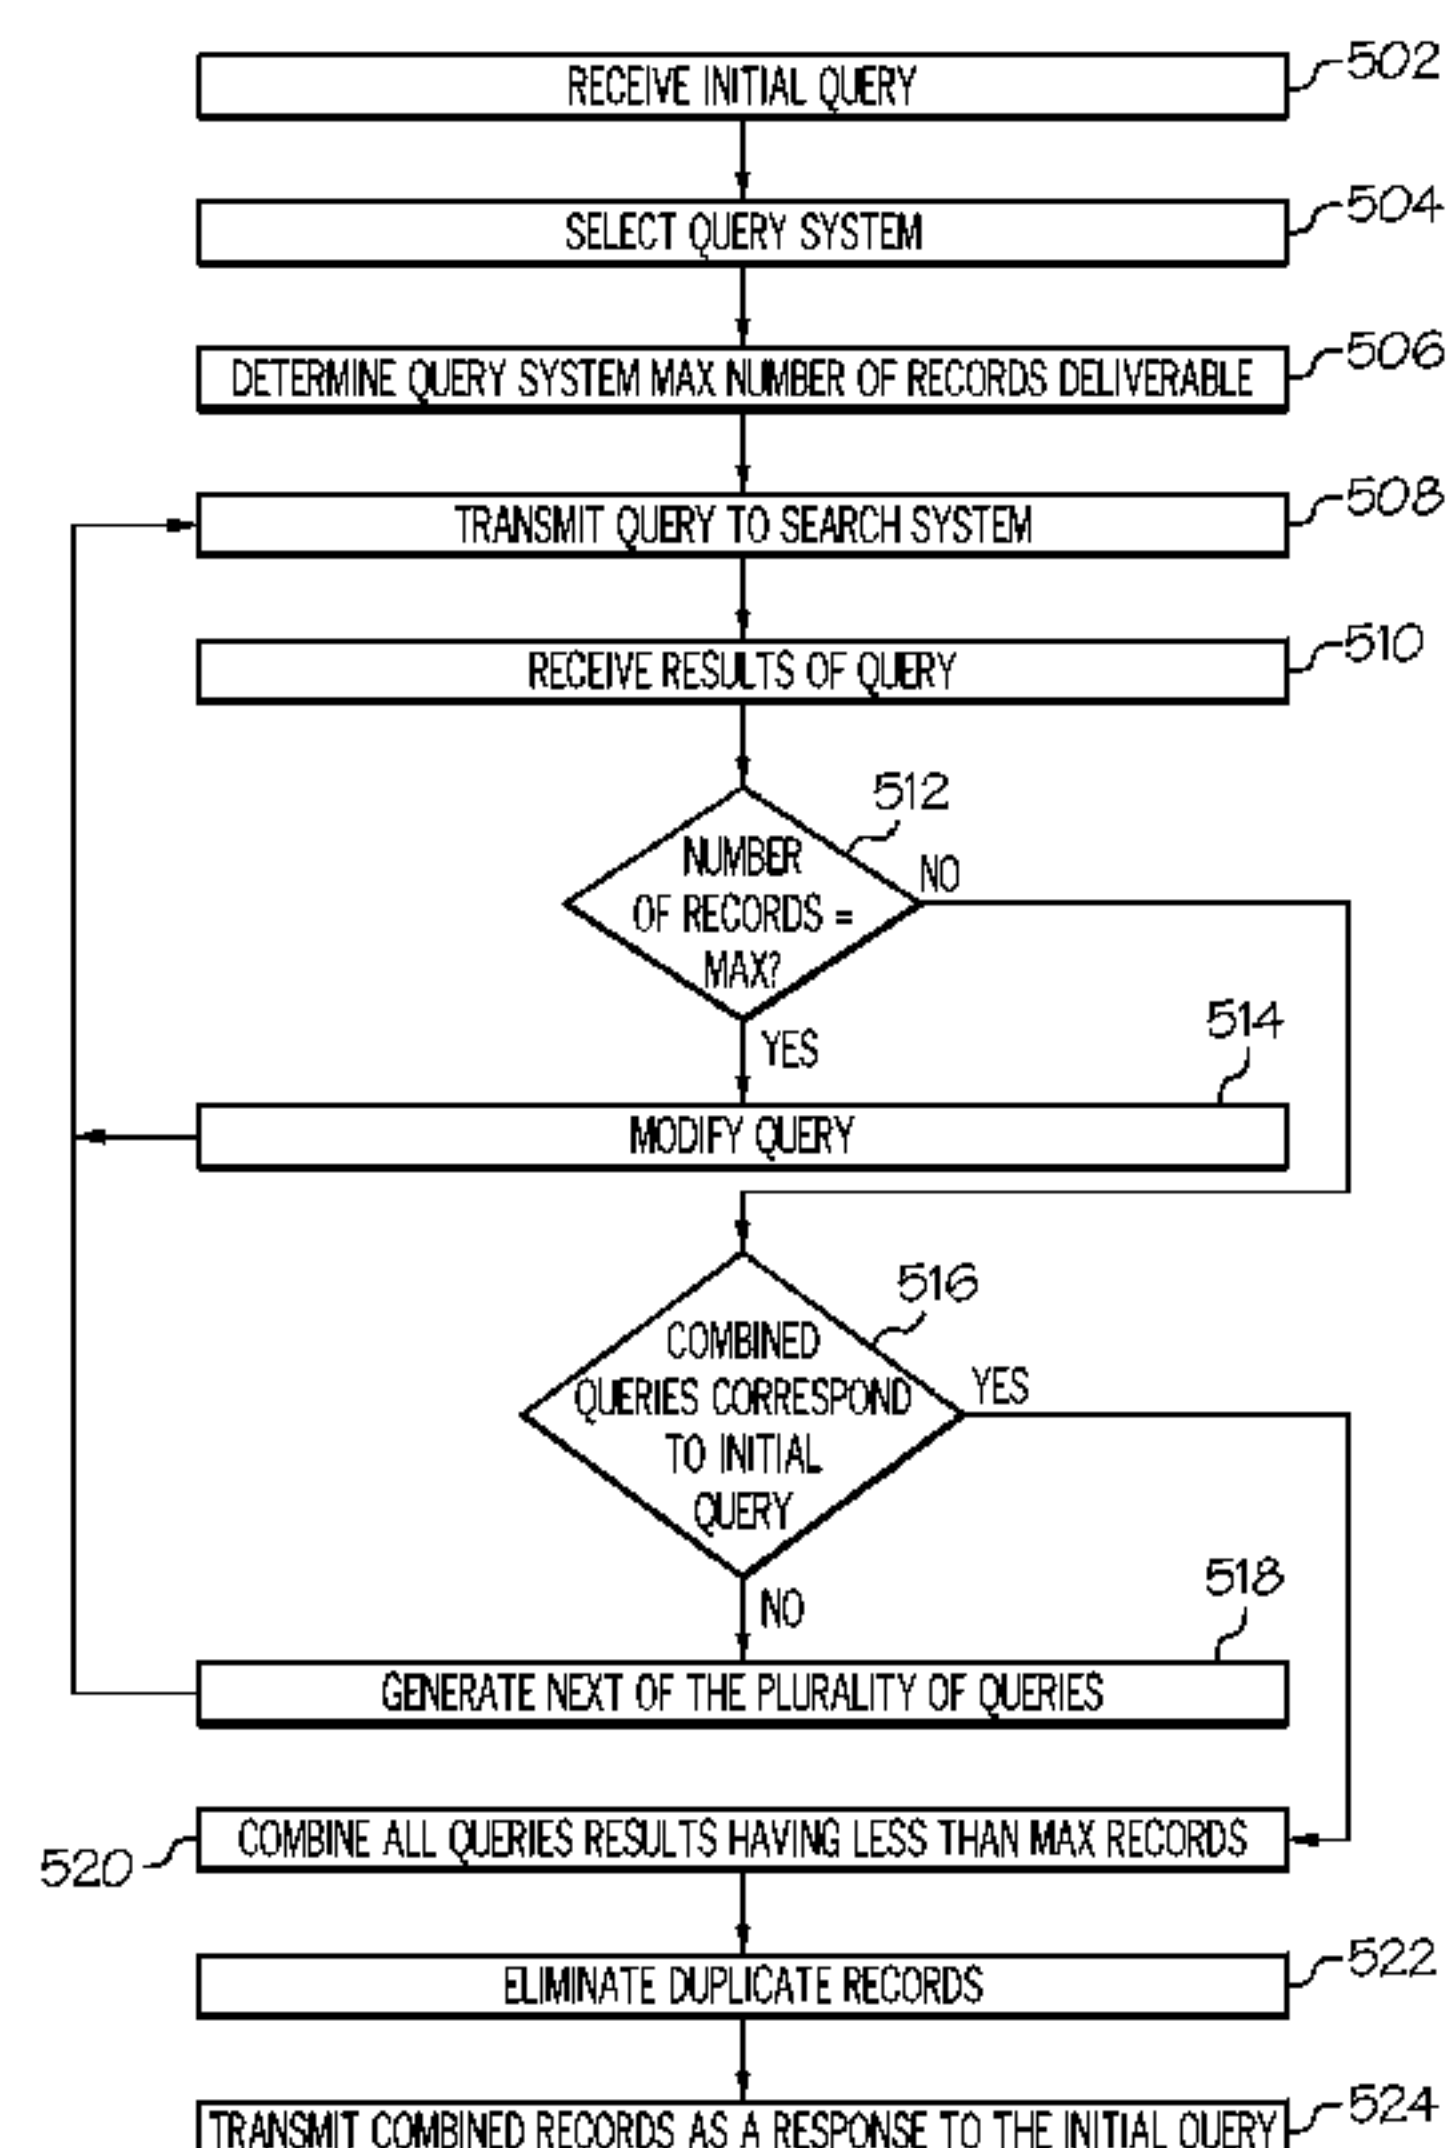 RECEIVE INITIAL QUERY
502
SELECT QUERY SYSTEM
504
DETERMINE QUERY SYSTEM MAX NUMBER OF RECORDS DELIVERABLE
506
TRANSMIT QUERY TO SEARCH SYSTEM
508
RECEIVE RESULTS OF QUERY
510
512
NUMBER
OF RECORDS =
MAX?
NO
YES
514
MODIFY QUERY
516
COMBINED
QUERIES CORRESPOND
TO INITIAL
QUERY
YES
NO
518
GENERATE NEXT OF THE PLURALITY OF QUERIES
COMBINE ALL QUERIES RESULTS HAVING LESS THAN MAX RECORDS
520
ELIMINATE DUPLICATE RECORDS
522
TRANSMIT COMBINED RECORDS AS A RESPONSE TO THE INITIAL QUERY
524